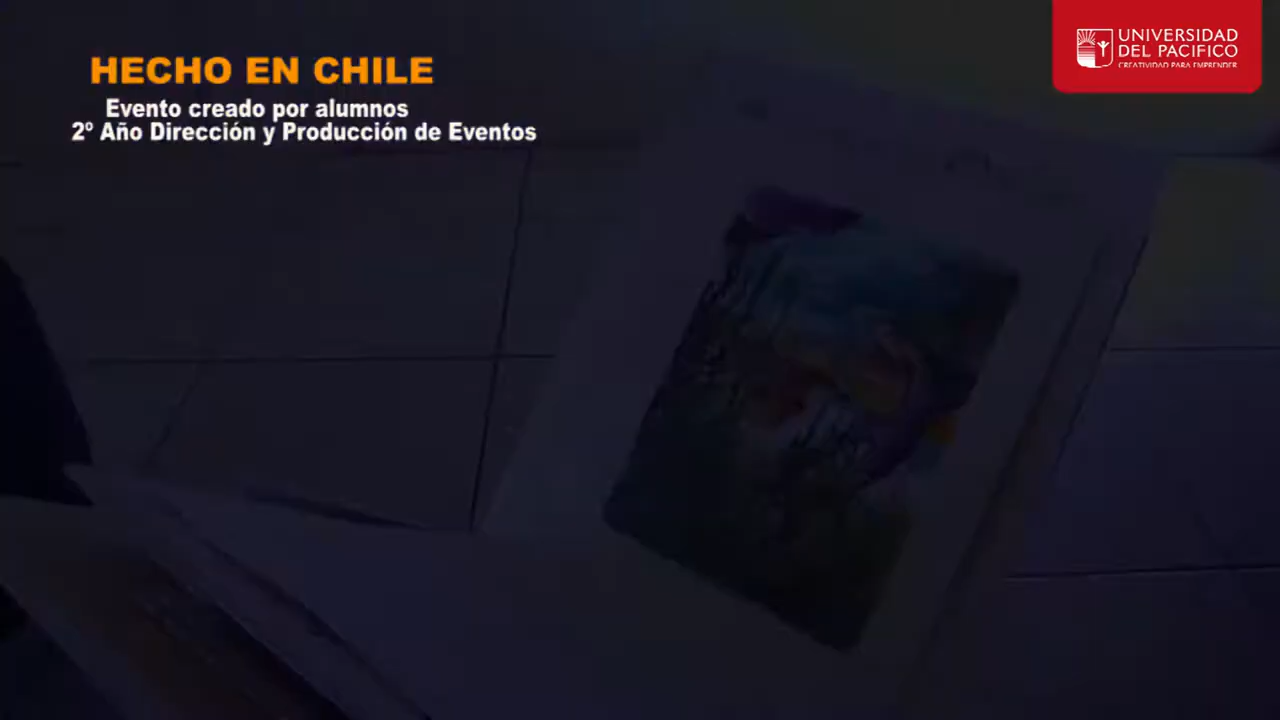 HECHO EN CHILE
Evento creado por alumnos
2º Año Dirección y Producción de Eventos
UNIVERSIDAD
DEL PACIFICO
CREATIVIDAD PARA EMPRENDER